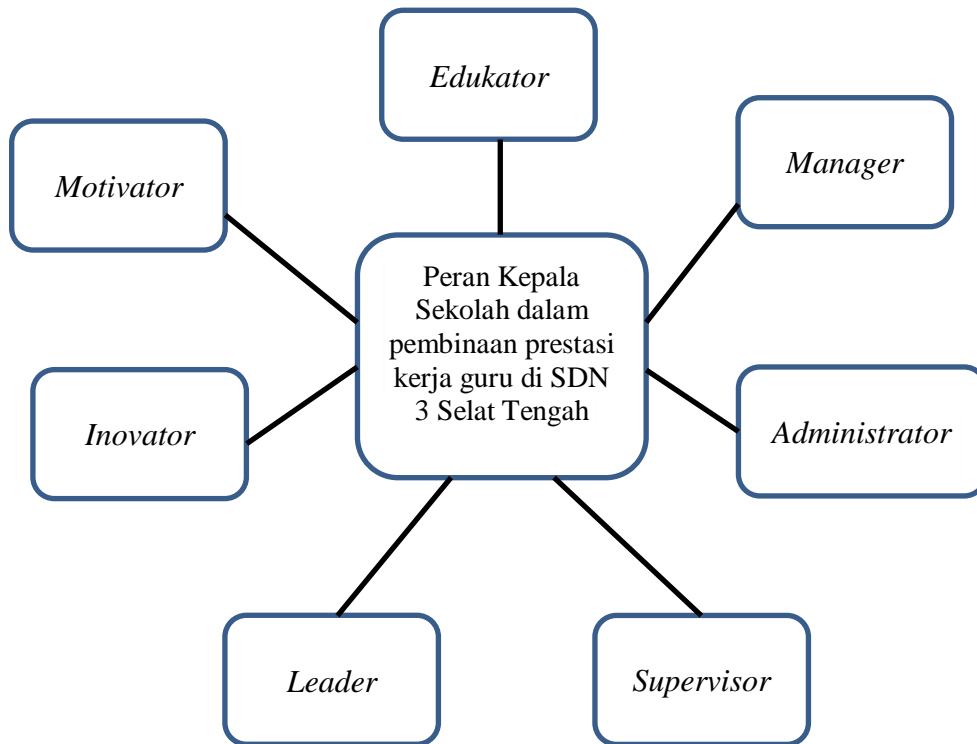 Edukator
Motivator
Manager
Peran Kepala
Sekolah dalam
pembinaan prestasi
kerja guru di SDN
3 Selat Tengah
Inovator
Administrator
Leader
Supervisor